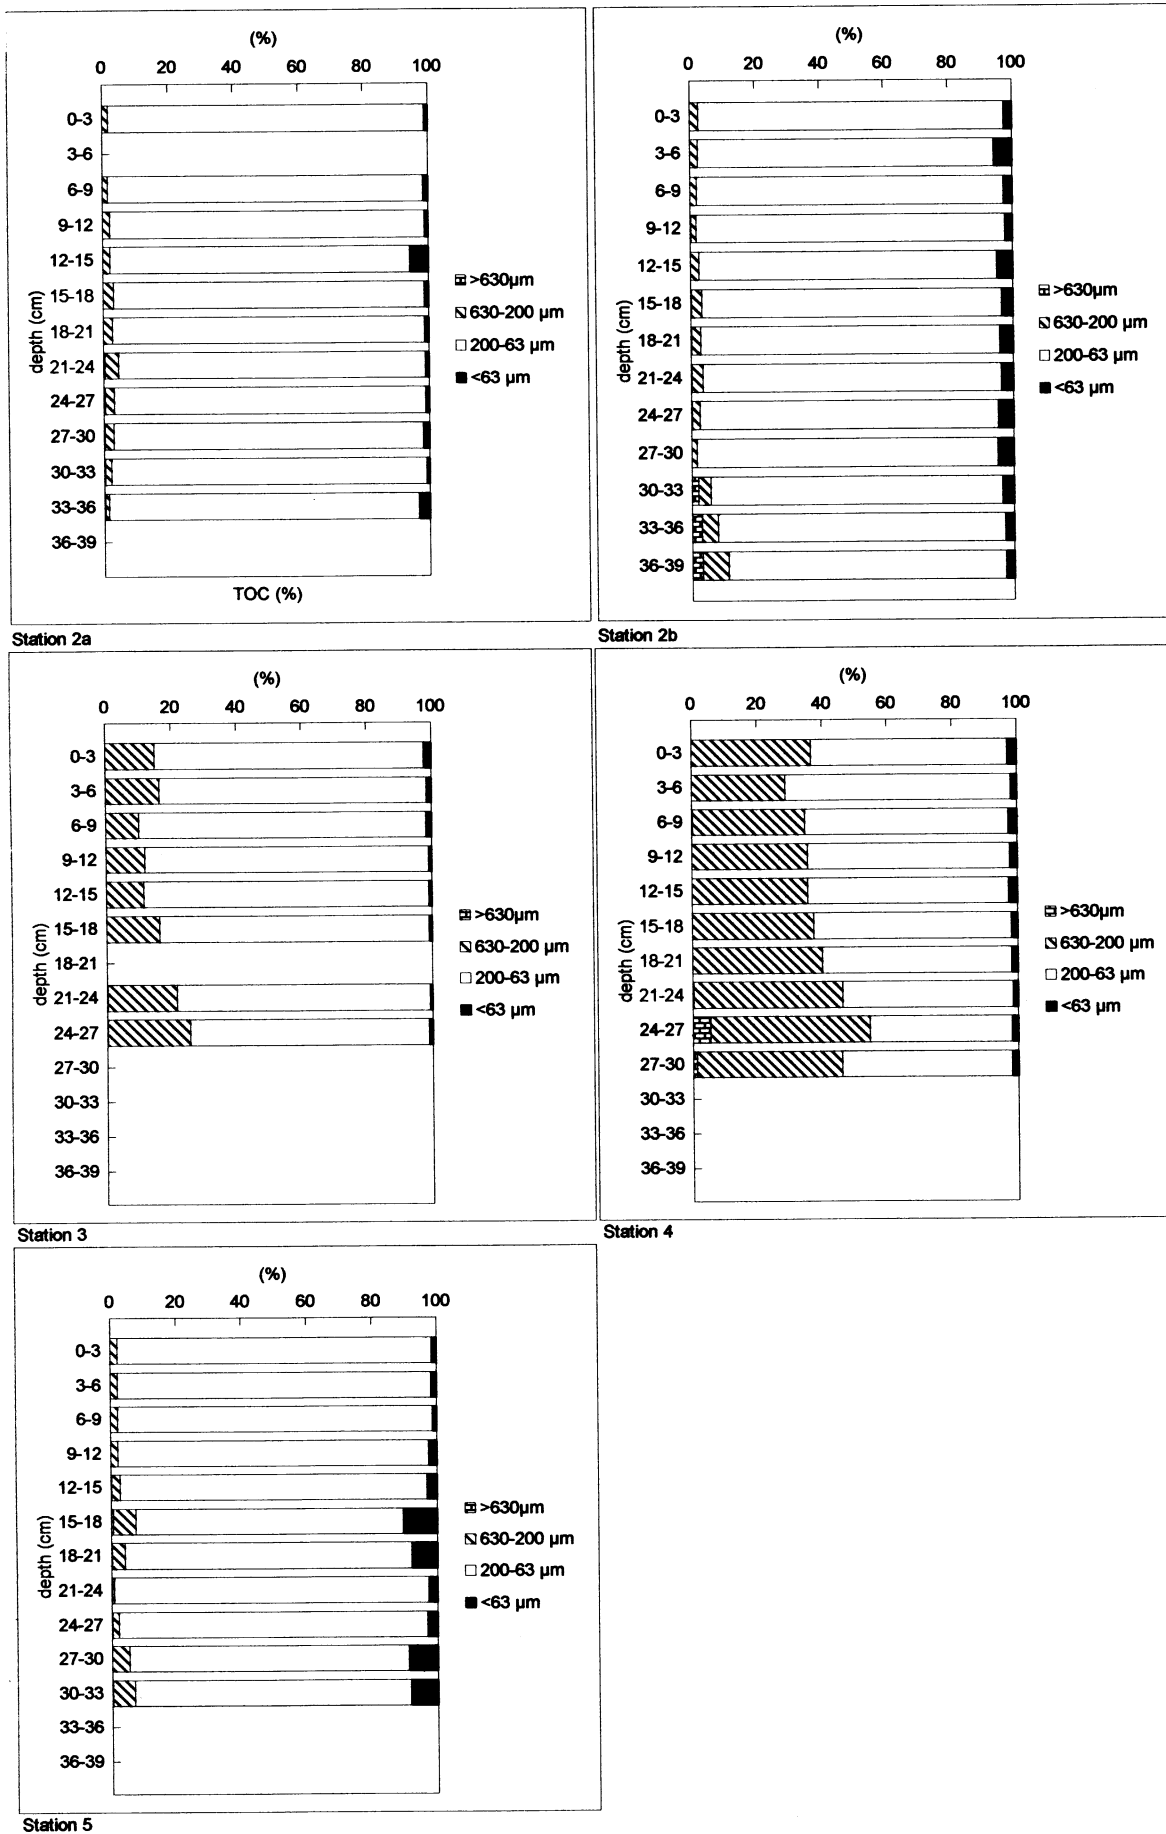 (%)
0 20 40 60 80 100
0-3
3-6
6-9
9-12
12-15
15-18
18-21
21-24
24-27
27-30
30-33
33-36
36-39
depth (cm)
>630µm
630-200 µm
200-63 µm
<63 µm
TOC (%)
Station 2a
(%)
0 20 40 60 80 100
0-3
3-6
6-9
9-12
12-15
15-18
18-21
21-24
24-27
27-30
30-33
33-36
36-39
depth (cm)
>630µm
630-200 µm
200-63 µm
<63 µm
Station 2b
(%)
0 20 40 60 80 100
0-3
3-6
6-9
9-12
12-15
15-18
18-21
21-24
24-27
27-30
30-33
33-36
36-39
depth (cm)
>630µm
630-200 µm
200-63 µm
<63 µm
Station 3
(%)
0 20 40 60 80 100
0-3
3-6
6-9
9-12
12-15
15-18
18-21
21-24
24-27
27-30
30-33
33-36
36-39
depth (cm)
>630µm
630-200 µm
200-63 µm
<63 µm
Station 4
(%)
0 20 40 60 80 100
0-3
3-6
6-9
9-12
12-15
15-18
18-21
21-24
24-27
27-30
30-33
33-36
36-39
depth (cm)
>630µm
630-200 µm
200-63 µm
<63 µm
Station 5